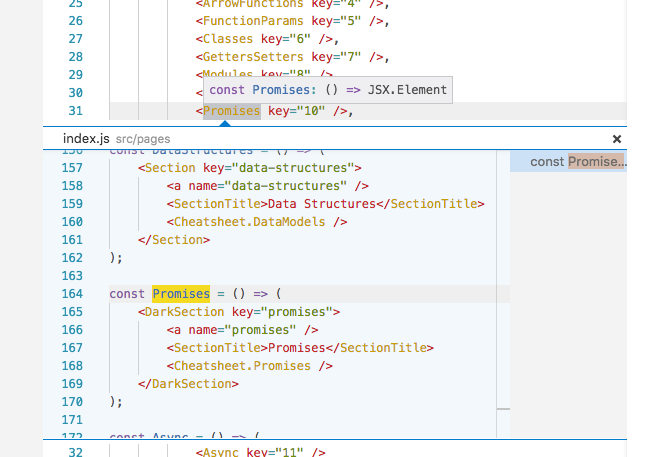 25 <ArrowFunctions key="4" />,
26 <FunctionParams key="5" />,
27 <Classes key="6" />,
28 <GettersSetters key="7" />,
29 <Modules key="8" />,
30 <
const Promises: () => JSX.Element
31 <Promises key="10" />,
index.js src/pages ×
156 const DataStructures = () => (
const Promise...
157 <Section key="data-structures">
158 <a name="data-structures" />
159 <SectionTitle>Data Structures</SectionTitle>
160 <Cheatsheet.DataModels />
161 </Section>
162 );
163
164 const Promises = () => (
165 <DarkSection key="promises">
166 <a name="promises" />
167 <SectionTitle>Promises</SectionTitle>
168 <Cheatsheet.Promises />
169 </DarkSection>
170 );
171
172 const Async = () => (
32 <Async key="11" />